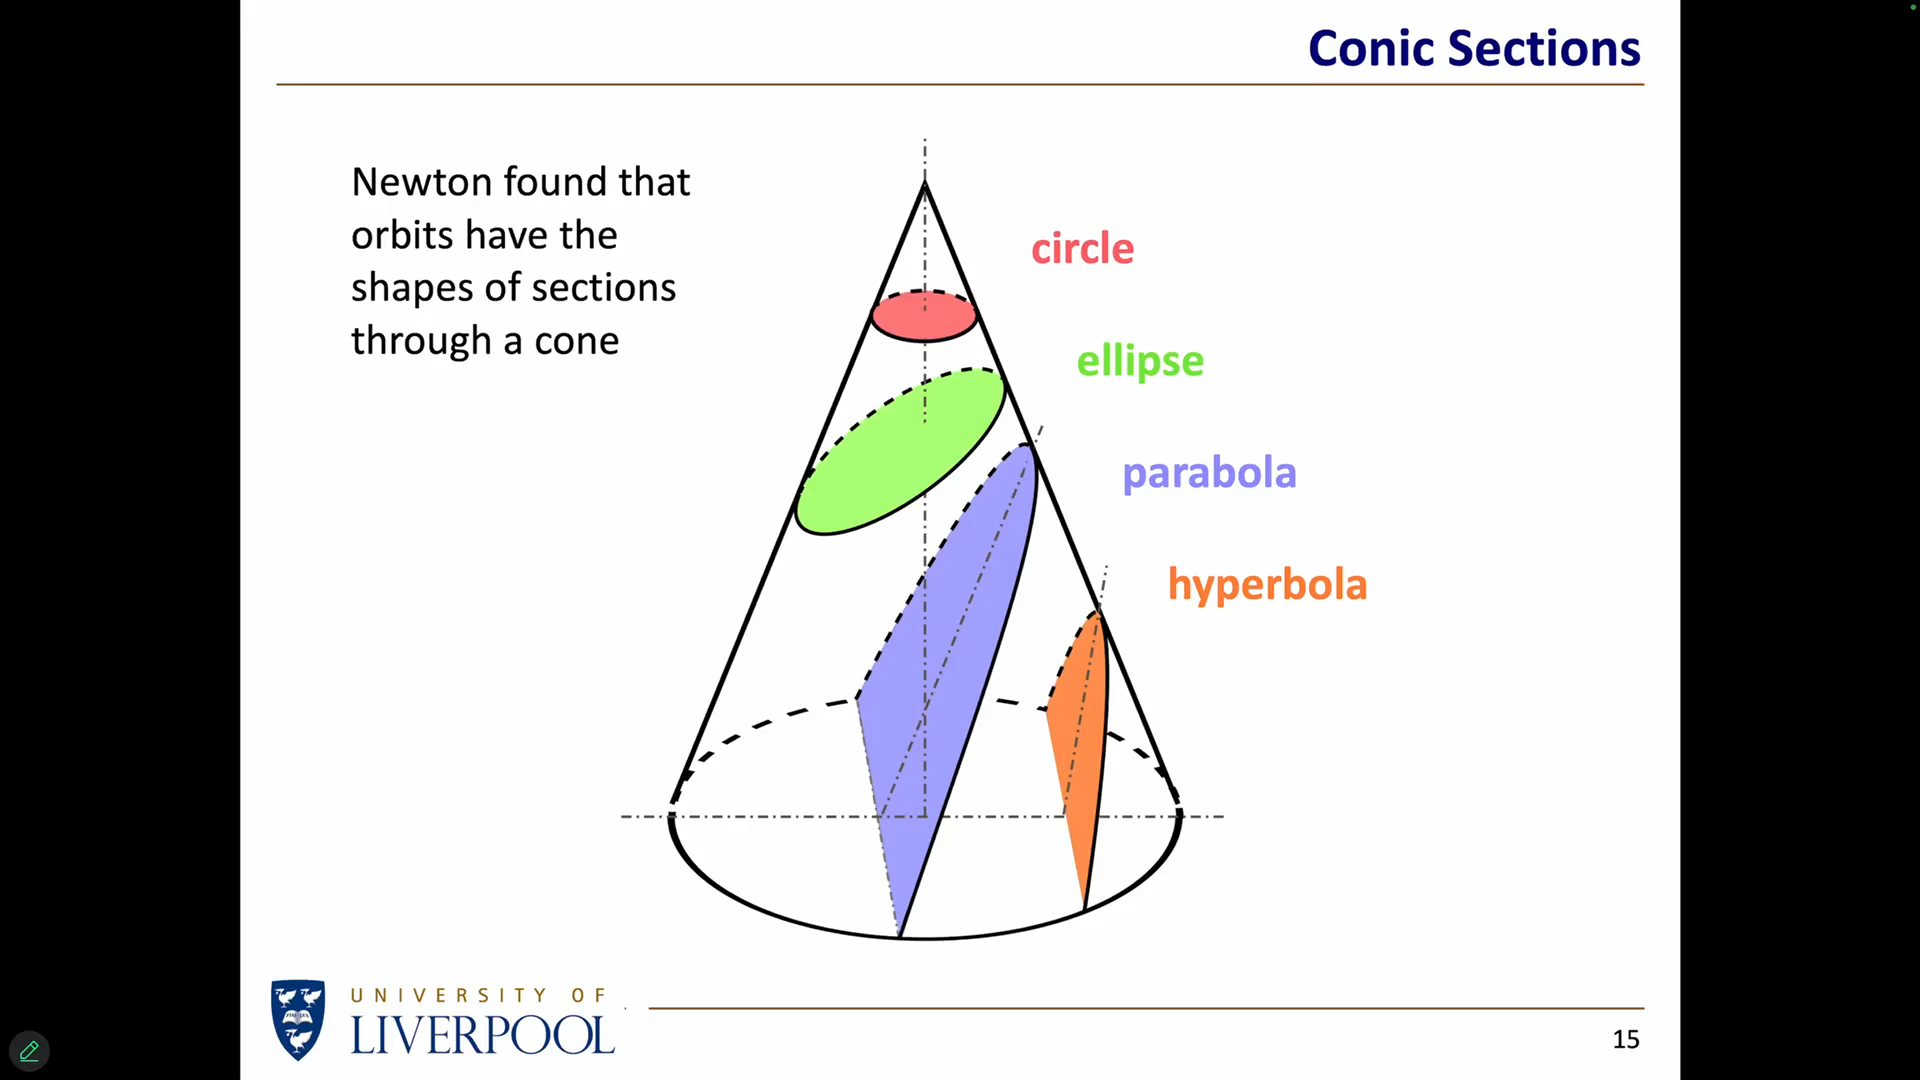 Conic Sections
Newton found that
orbits have the
shapes of sections
through a cone
circle
ellipse
parabola
hyperbola
UNIVERSITY OF
LIVERPOOL
15